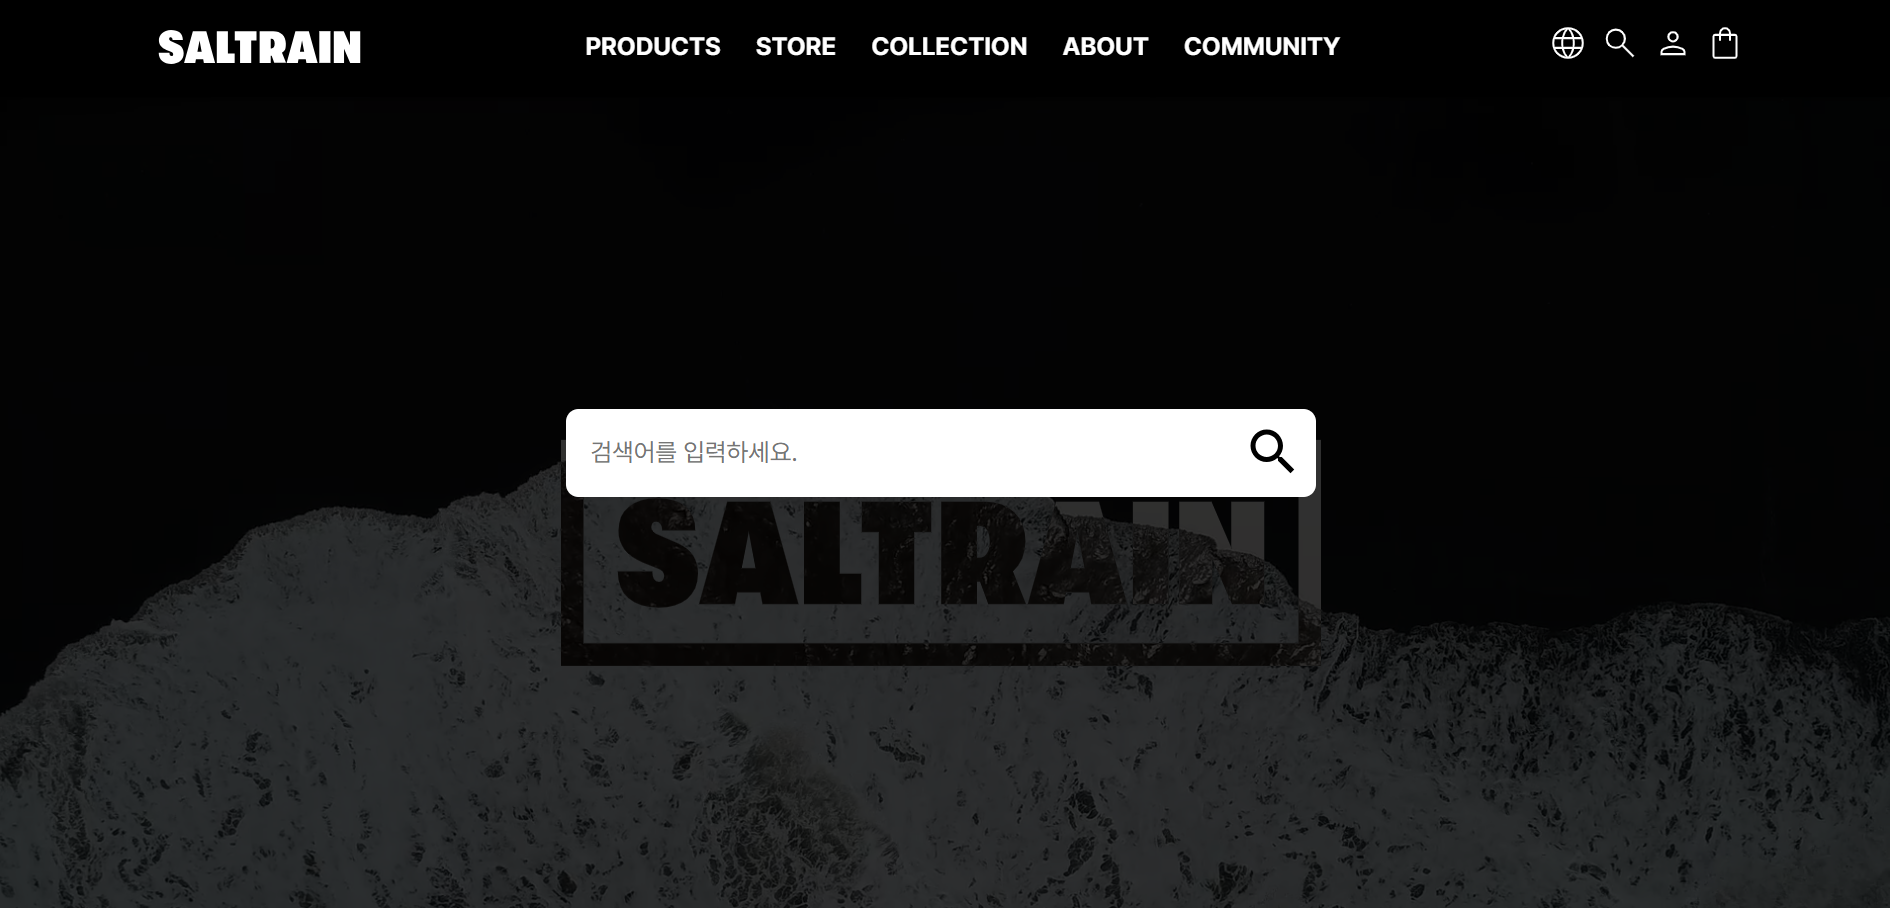 SALTRAIN
PRODUCTS STORE COLLECTION ABOUT COMMUNITY
검색어를 입력하세요.
SALTRAIN